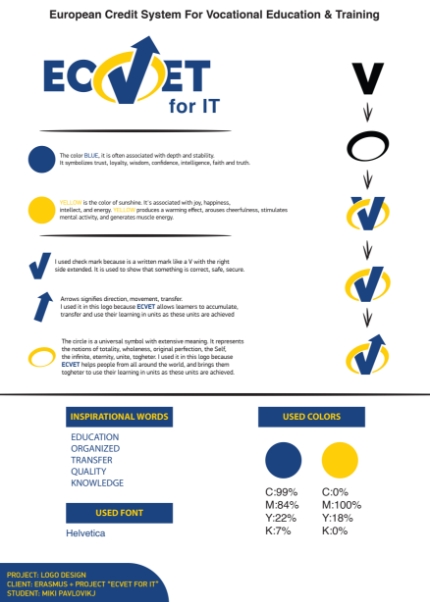 European Credit System For Vocational Education & Training
ECVET
for IT
V
The color BLUE, it is often associated with depth and stability.
It symbolizes trust, loyalty, wisdom, confidence, intelligence, faith and truth.
YELLOW is the color of sunshine. It's associated with joy, happiness,
intellect, and energy. YELLOW produces a warming effect, arouses cheerfulness, stimulates
mental activity, and generates muscle energy.
I used check mark because is a written mark like a V with the right
side extended. It is used to show that something is correct, safe, secure.
Arrows signifies direction, movement, transfer.
I used it in this logo because ECVET allows learners to accumulate,
transfer and use their learning in units as these units are achieved
The circle is a universal symbol with extensive meaning. It represents
the notions of totality, wholeness, original perfection, the Self,
the infinite, eternity, unite, togheter. I used it in this logo because
ECVET helps people from all around the world, and brings them
togheter to use their learning in units as these units are achieved.
INSPIRATIONAL WORDS
EDUCATION
ORGANIZED
TRANSFER
QUALITY
KNOWLEDGE
USED FONT
Helvetica
USED COLORS
C:99%
M:84%
Y:22%
K:7%
C:0%
M:100%
Y:18%
K:0%
PROJECT: LOGO DESIGN
CLIENT: ERASMUS + PROJECT "ECVET FOR IT"
STUDENT: MIKI PAVLOVIKJ